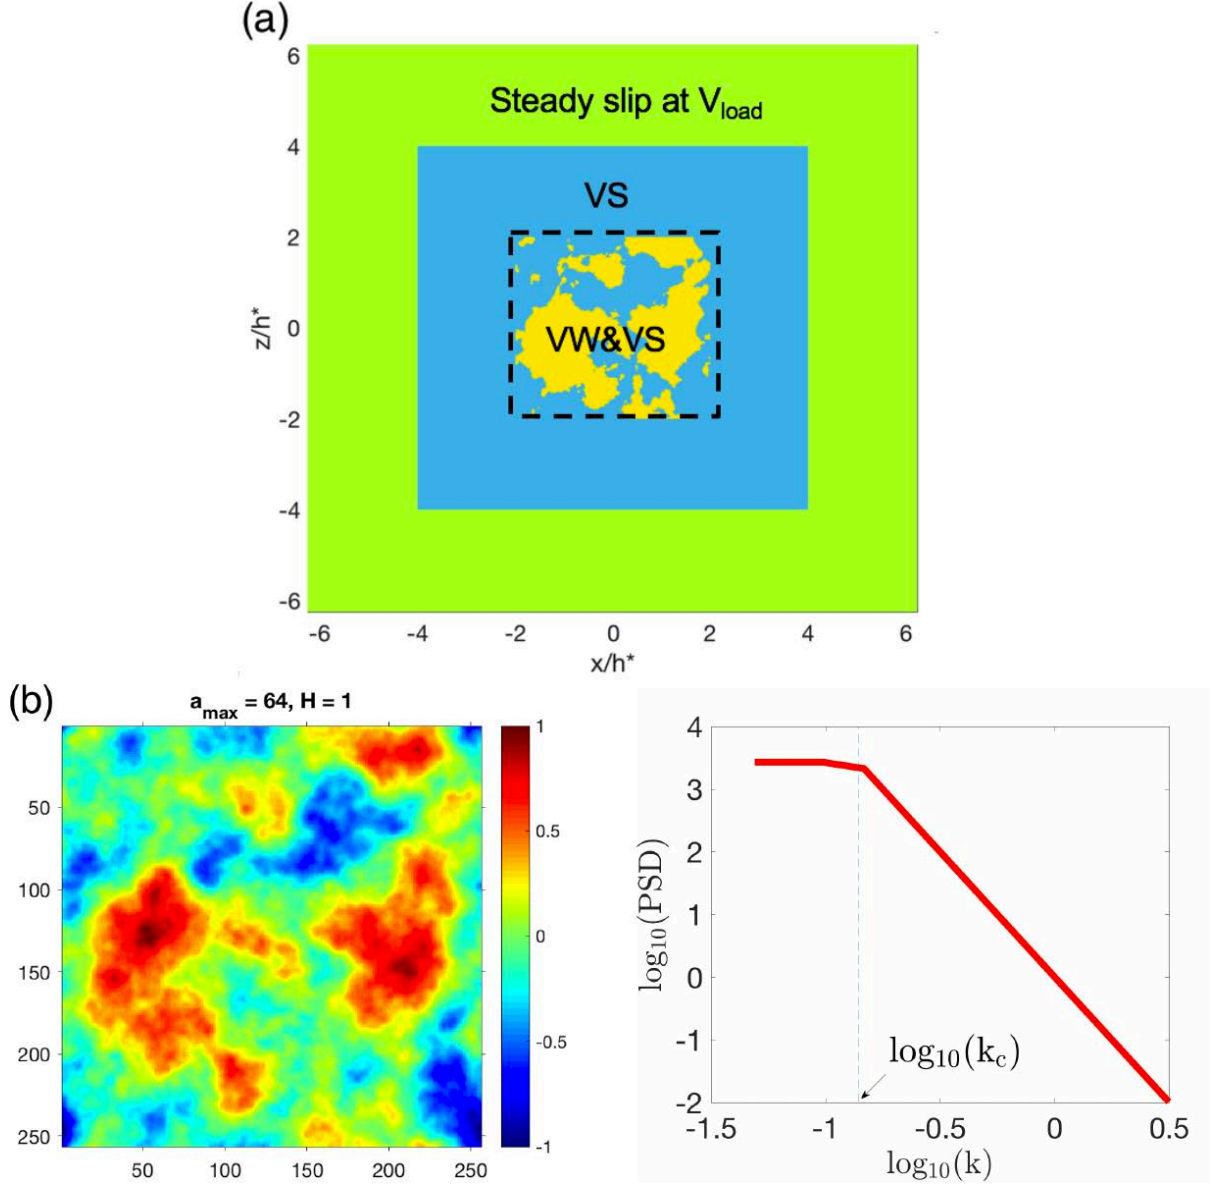 (a)
6
Steady slip at V_load
4
VS
2
0
VW&VS
z/h*
-2
-4
-6
-6 -4 -2 0 2 4 6
x/h*
(b)
a_max = 64, H = 1
50
100
150
200
250
50 100 150 200 250
1
0.5
0
-0.5
-1
4
3
2
1
0
-1
-2
log₁₀(PSD)
log₁₀(k_c)
-1.5 -1 -0.5 0 0.5
log₁₀(k)